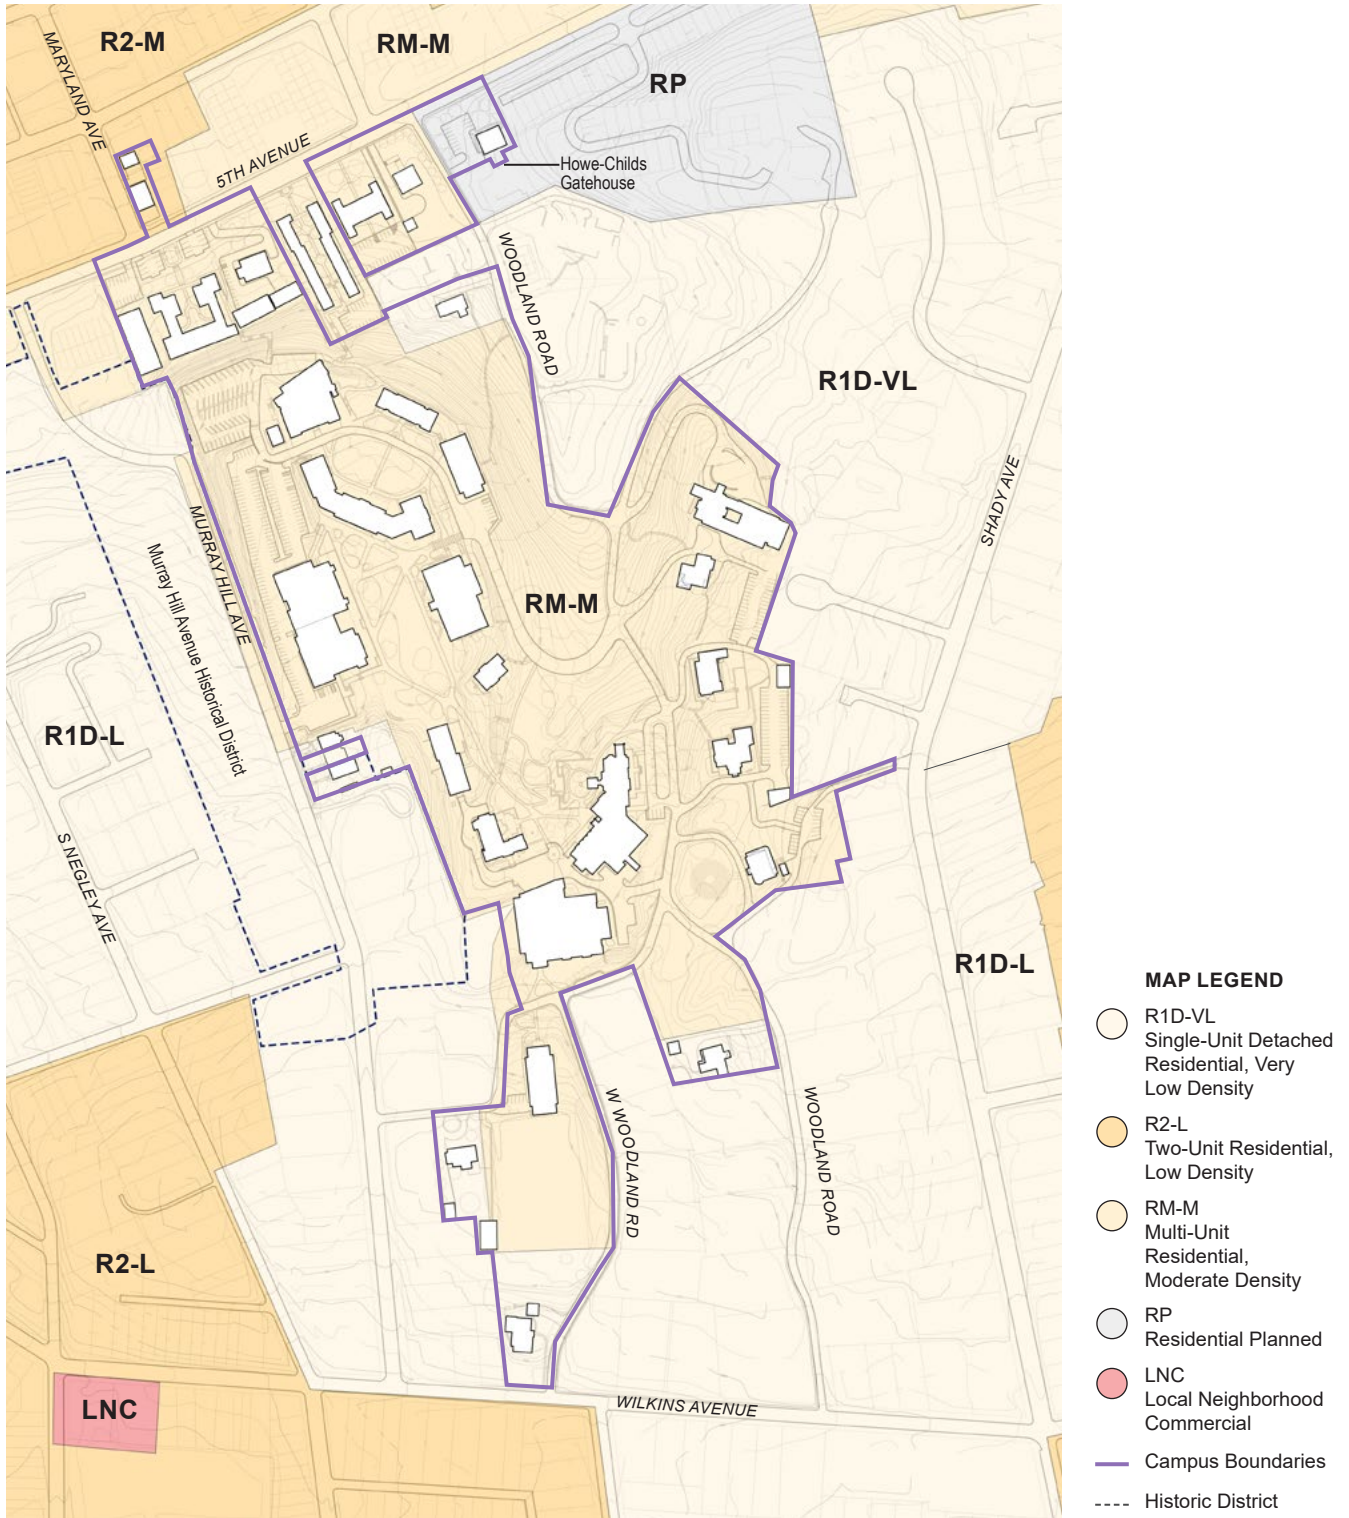 R2-M
RM-M
RP
MARYLAND AVE
5TH AVENUE
Howe-Childs
Gatehouse
WOODLAND ROAD
R1D-VL
SHADY AVE
MURRAY HILL AVE
Murray Hill Avenue Historical District
RM-M
R1D-L
S NEGLEY AVE
R1D-L
W WOODLAND RD
WOODLAND ROAD
R2-L
LNC
WILKINS AVENUE
MAP LEGEND
R1D-VL
Single-Unit Detached
Residential, Very
Low Density
R2-L
Two-Unit Residential,
Low Density
RM-M
Multi-Unit
Residential,
Moderate Density
RP
Residential Planned
LNC
Local Neighborhood
Commercial
Campus Boundaries
Historic District